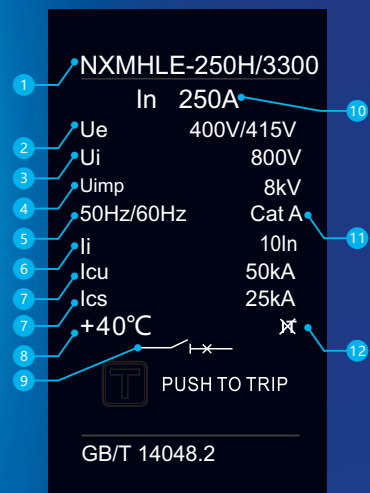 NXMHLE-250H/3300
1
In 250A
10
2
Ue 400V/415V
3
Ui 800V
4
Uimp 8kV
5
50Hz/60Hz Cat A
11
6
Ii 10In
7
Icu 50kA
7
Ics 25kA
8
+40℃
12
9
T PUSH TO TRIP
GB/T 14048.2